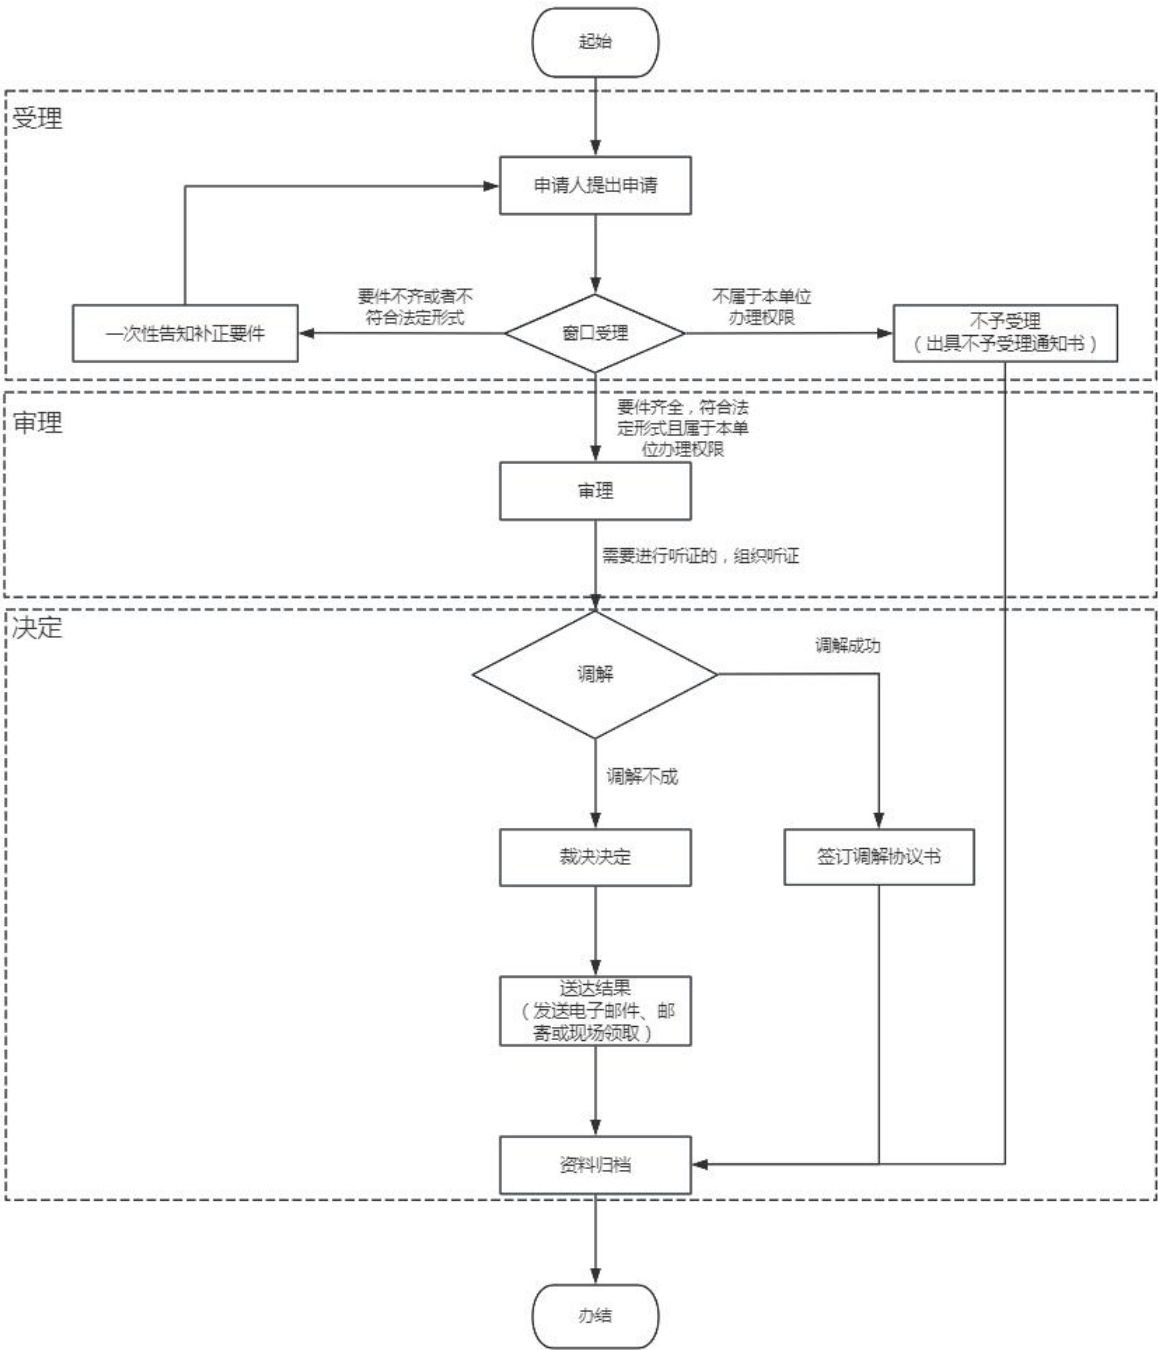 起始
受理
申请人提出申请
要件不齐或者不
符合法定形式
不属于本单位
办理权限
一次性告知补正要件
窗口受理
不予受理
（出具不予受理通知书）
审理
要件齐全，符合法
定形式且属于本单
位办理权限
审理
需要进行听证的，组织听证
决定
调解成功
调解
调解不成
裁决决定
签订调解协议书
送达结果
（发送电子邮件、邮
寄或现场领取）
资料归档
办结